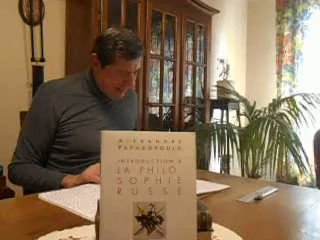 ALEXANDRE
PAPADOPOULO
INTRODUCTION À
LA PHILO
SOPHIE
RUSSE